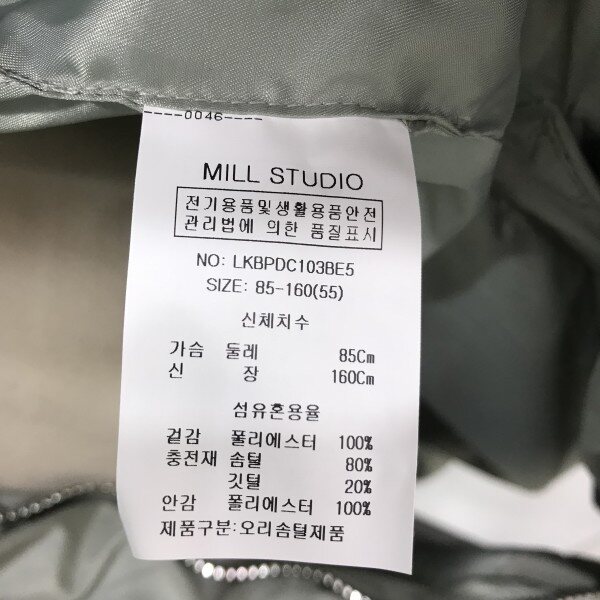 ----0046----
MILL STUDIO
전기용품및생활용품안전
관리법에 의한 품질표시
NO: LKBPDC103BE5
SIZE: 85-160(55)
신체치수
가슴 둘레 85Cm
신 장 160Cm
섬유혼용율
겉감 폴리에스터 100%
충전재 솜털 80%
깃털 20%
안감 폴리에스터 100%
제품구분:오리솜털제품